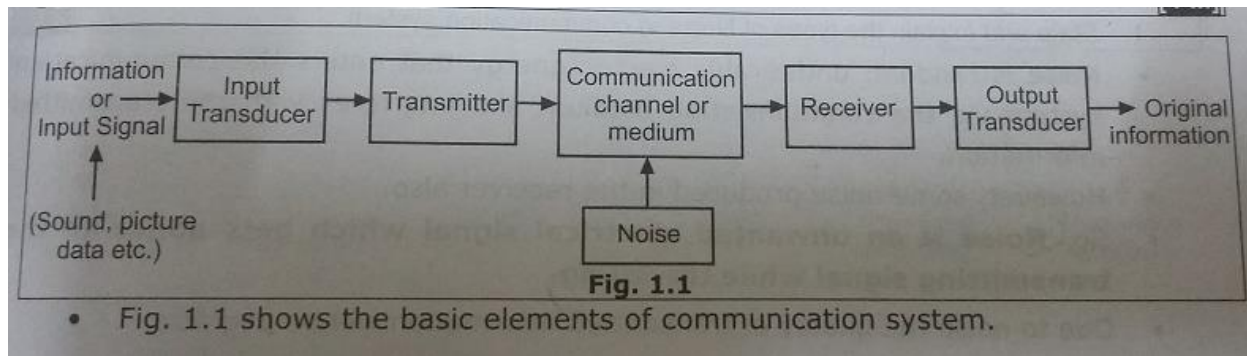 Information
or
Input Signal
(Sound, picture
data etc.)
Input
Transducer
Transmitter
Communication
channel or
medium
Noise
Receiver
Output
Transducer
Original
information
Fig. 1.1
• Fig. 1.1 shows the basic elements of communication system.